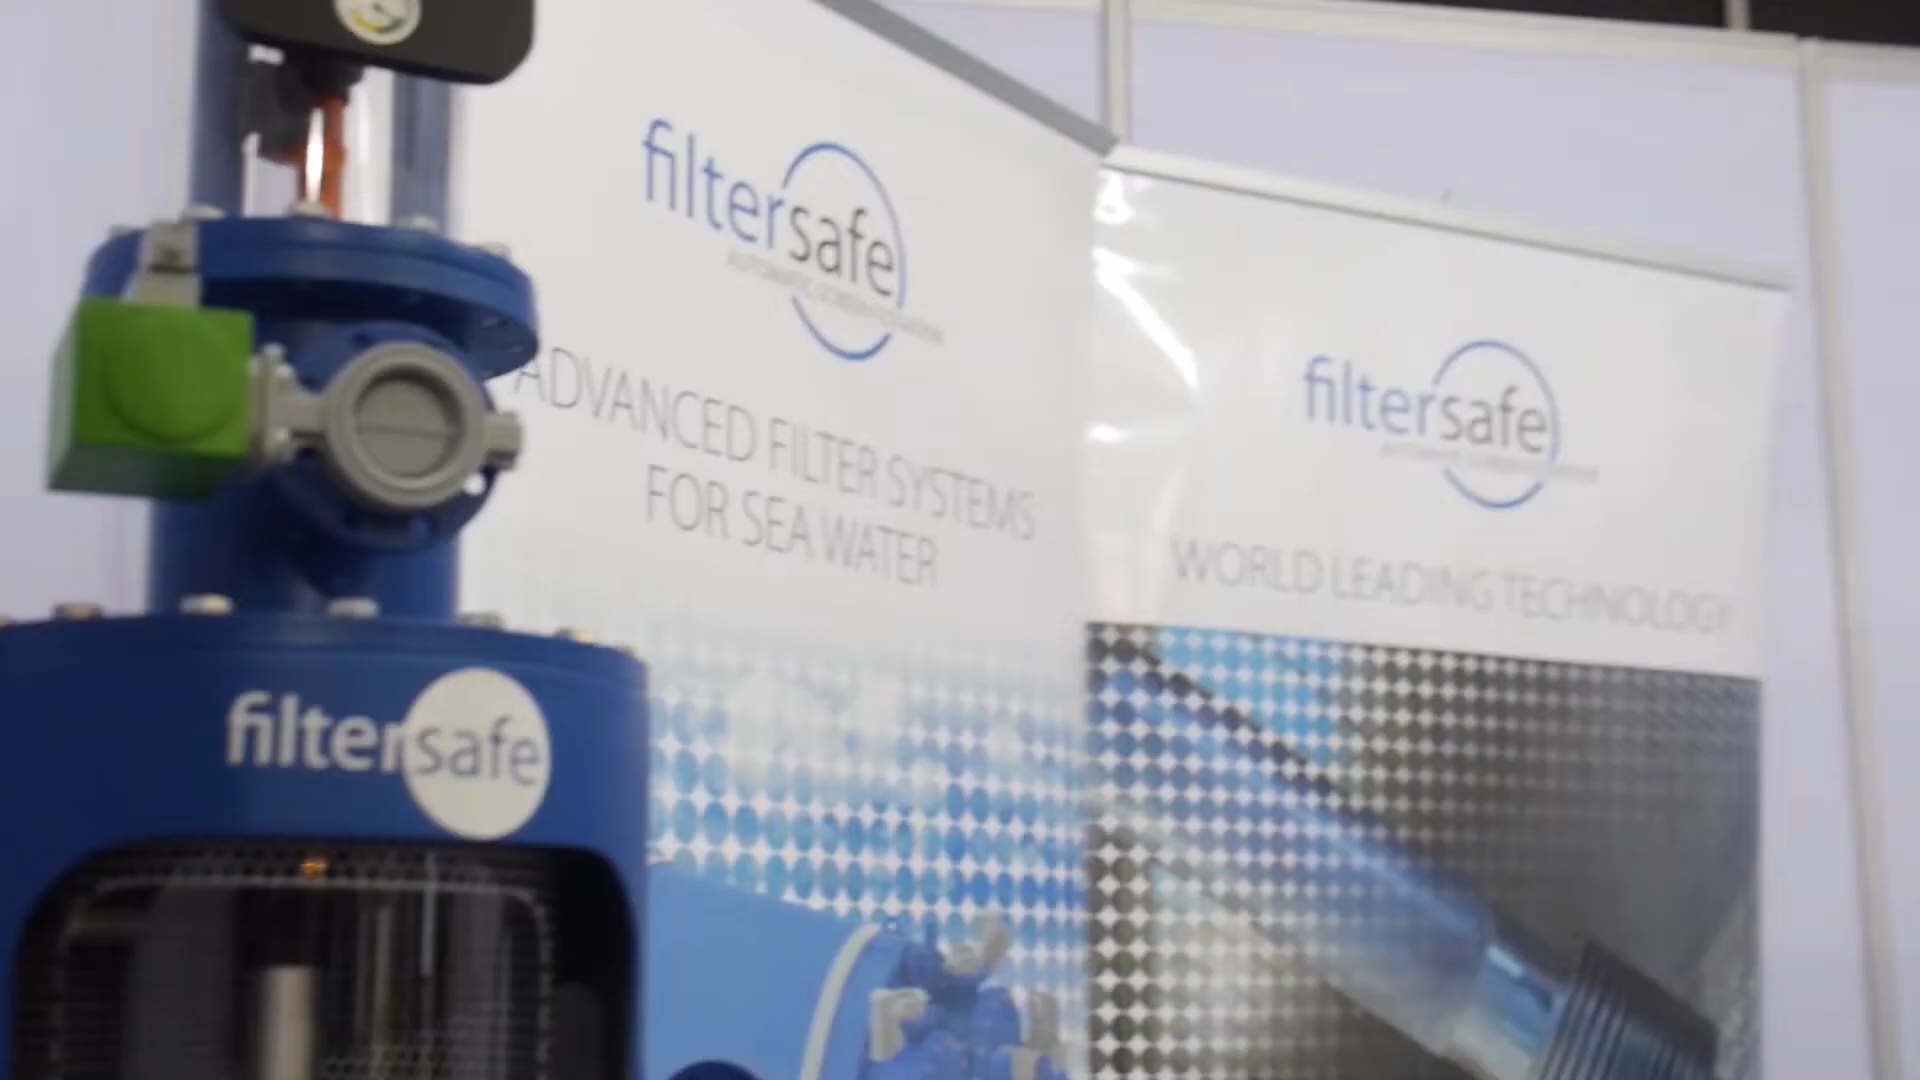 filtersafe
ADVANCED FILTER SYSTEMS
FOR SEA WATER
filtersafe
WORLD LEADING TECHNOLOGY
filtersafe